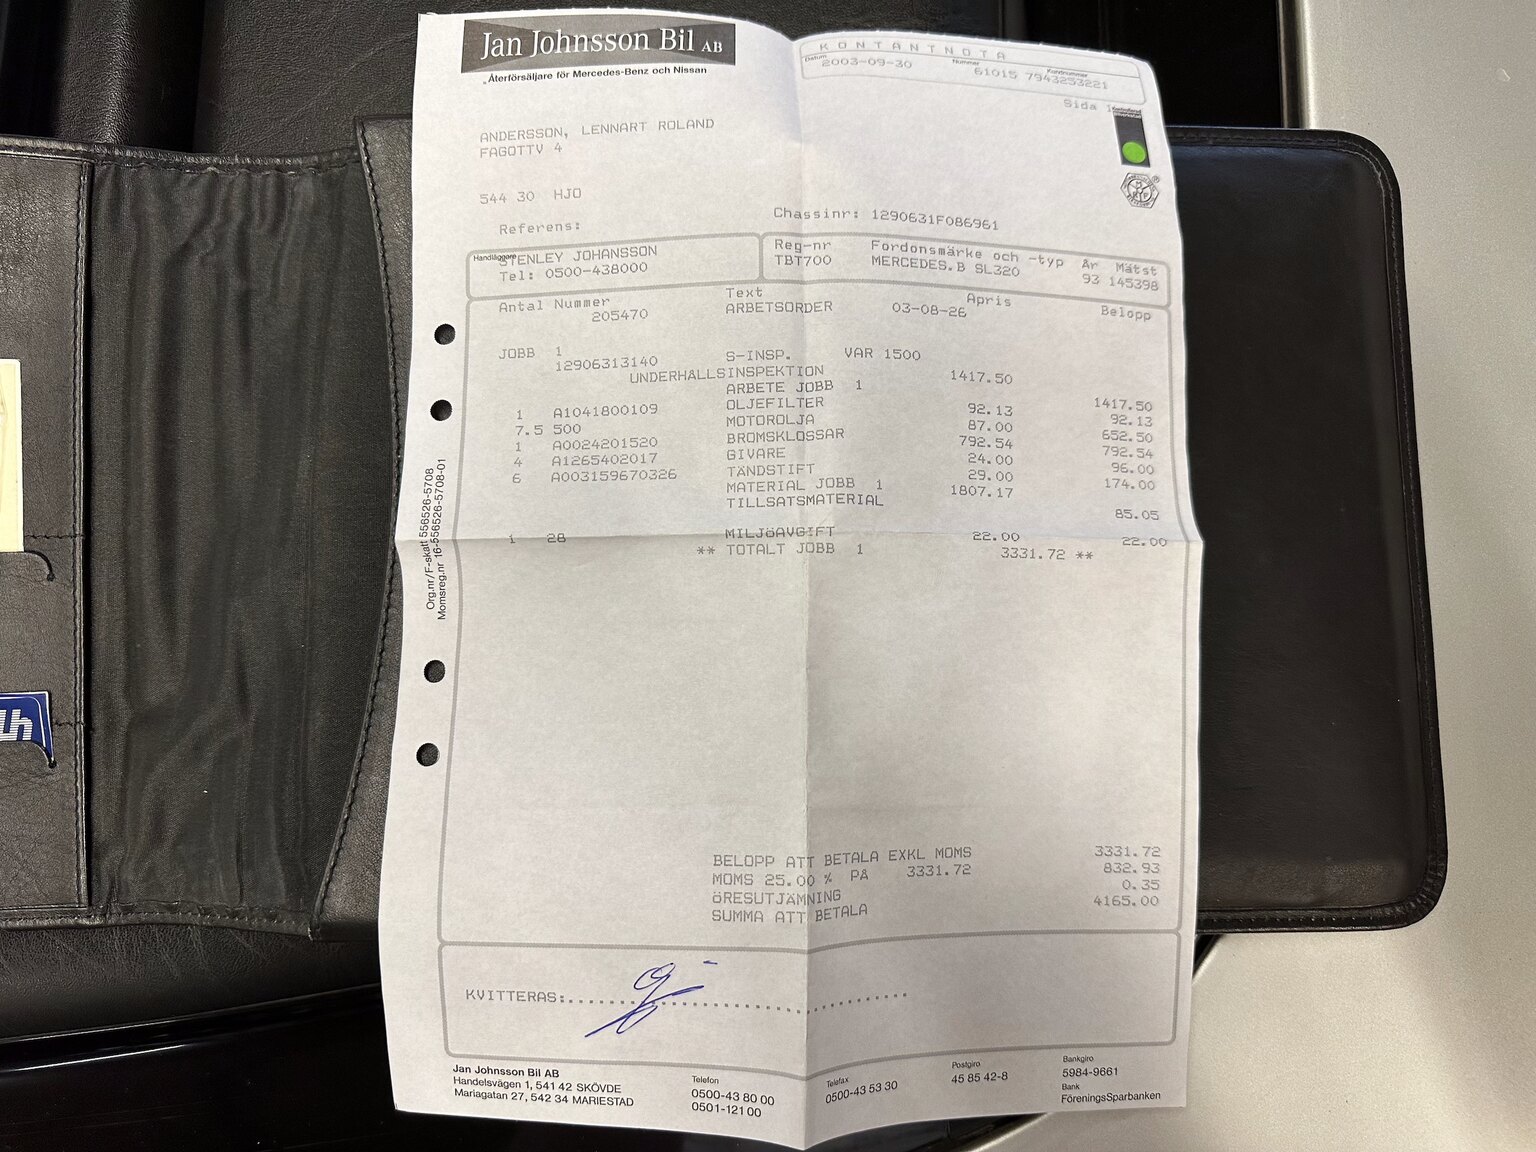 Jan Johnsson Bil AB
Återförsäljare för Mercedes-Benz och Nissan
KONTANTNOTA
Datum Nummer Kundnummer
2003-09-30 61015 7943253221
Sida
Kontrollerad Bilverkstad
ANDERSSON, LENNART ROLAND
FAGOTTV 4
544 30 HJO
Referens:
Chassinr: 1290631F086961
Handläggare
STENLEY JOHANSSON
Tel: 0500-438000
Reg-nr Fordonsmärke och -typ År Mätst
TBT700 MERCEDES.B SL320 93 145398
Antal Nummer Text Apris Belopp
205470 ARBETSORDER 03-08-26
JOBB 1
12906313140 S-INSP. VAR 1500
UNDERHALLSINSPEKTION
ARBETE JOBB 1 1417.50 1417.50
1 A1041800109 OLJEFILTER 92.13 92.13
7.5 500 MOTOROLJA 87.00 652.50
1 A0024201520 BROMSKLOSSAR 792.54 792.54
4 A1265402017 GIVARE 24.00 96.00
6 A003159670326 TÄNDSTIFT 29.00 174.00
MATERIAL JOBB 1 1807.17
TILLSATSMATERIAL 85.05
1 28 MILJÖAVGIFT 22.00 22.00
** TOTALT JOBB 1 3331.72 **
Org.nr/F-skatt 556526-5708
Momsreg.nr 16-556526-5708-01
BELOPP ATT BETALA EXKL MOMS 3331.72
MOMS 25.00 % PÅ 3331.72 832.93
ÖRESUTJÄMNING 0.35
SUMMA ATT BETALA 4165.00
KVITTERAS:
Jan Johnsson Bil AB
Handelsvägen 1, 541 42 SKÖVDE
Mariagatan 27, 542 34 MARIESTAD
Telefon
0500-43 80 00
0501-121 00
Telefax
0500-43 53 30
Postgiro
45 85 42-8
Bankgiro
5984-9661
Bank
FöreningsSparbanken